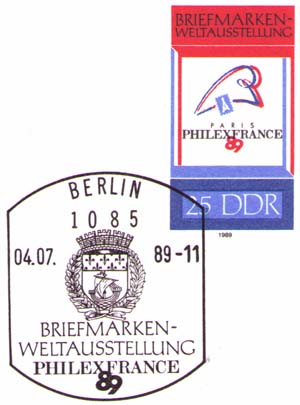 BRIEFMARKEN-
WELTAUSSTELLUNG
A
PARIS
PHILEXFRANCE
89
25 DDR
1989
BERLIN
1085
04.07. 89-11
BRIEFMARKEN-
WELTAUSSTELLUNG
PHILEXFRANCE
89